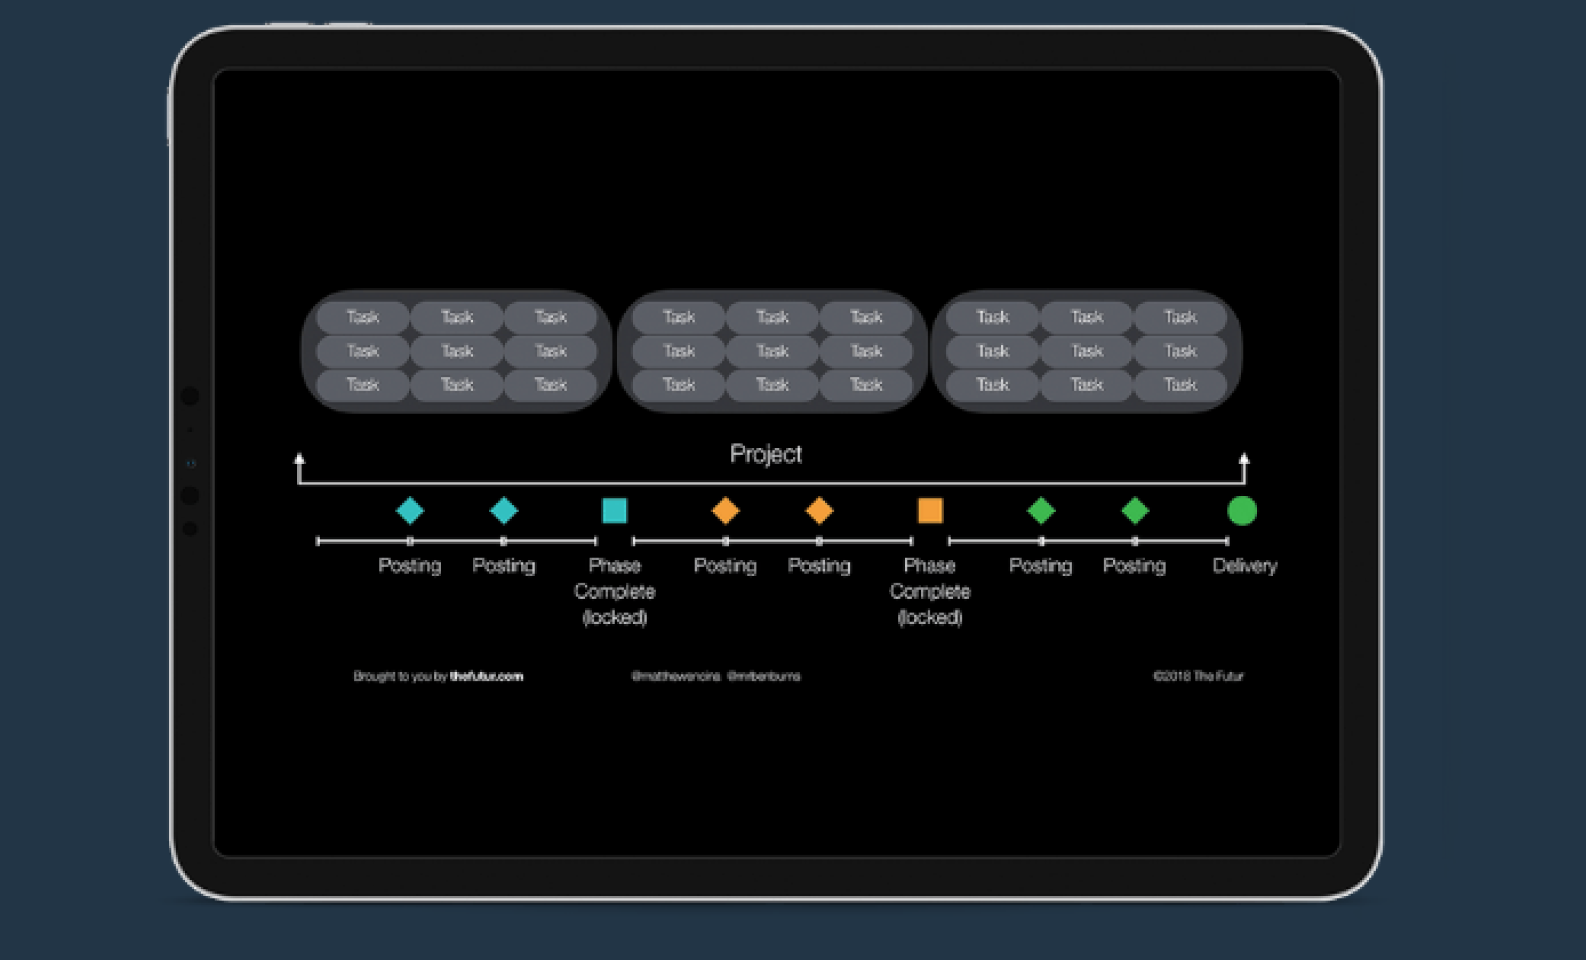 Task Task Task Task Task Task Task Task Task
Task Task Task Task Task Task Task Task Task
Task Task Task Task Task Task Task Task Task
Project
Posting Posting Phase Posting Posting Phase Posting Posting Delivery
Complete Complete
(locked) (locked)
Brought to you by thefutur.com @matthewencina @mrbenburns ©2018 The Futur